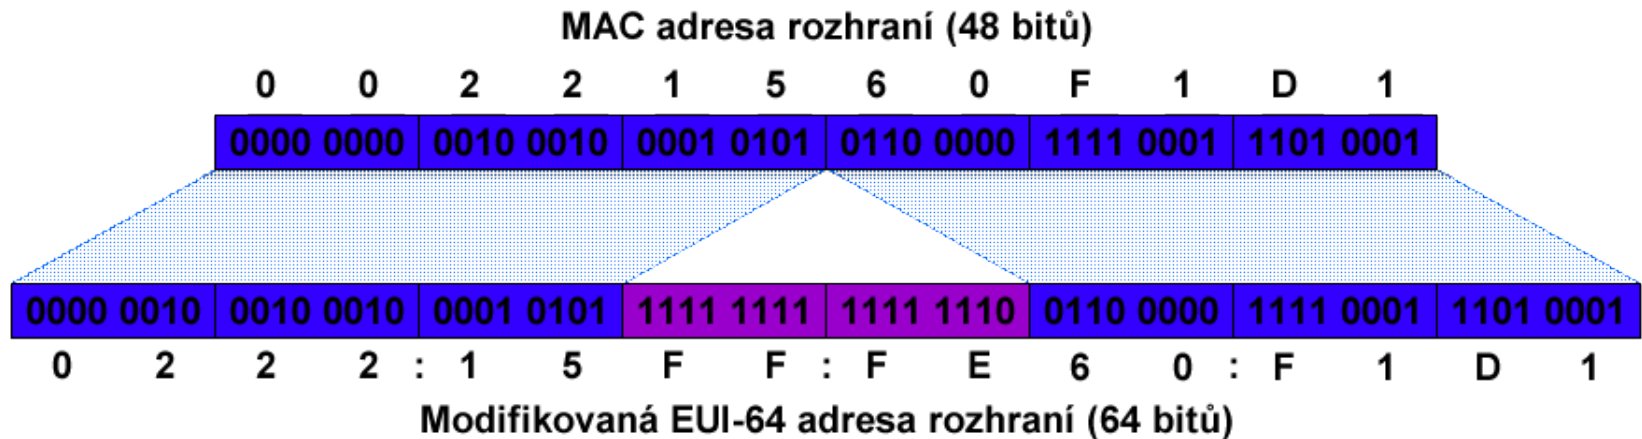 MAC adresa rozhraní (48 bitů)
0 0 2 2 1 5 6 0 F 1 D 1
0000 0000 0010 0010 0001 0101 0110 0000 1111 0001 1101 0001
0000 0010 0010 0010 0001 0101 1111 1111 1111 1110 0110 0000 1111 0001 1101 0001
0 2 2 2 : 1 5 F F : F E 6 0 : F 1 D 1
Modifikovaná EUI-64 adresa rozhraní (64 bitů)